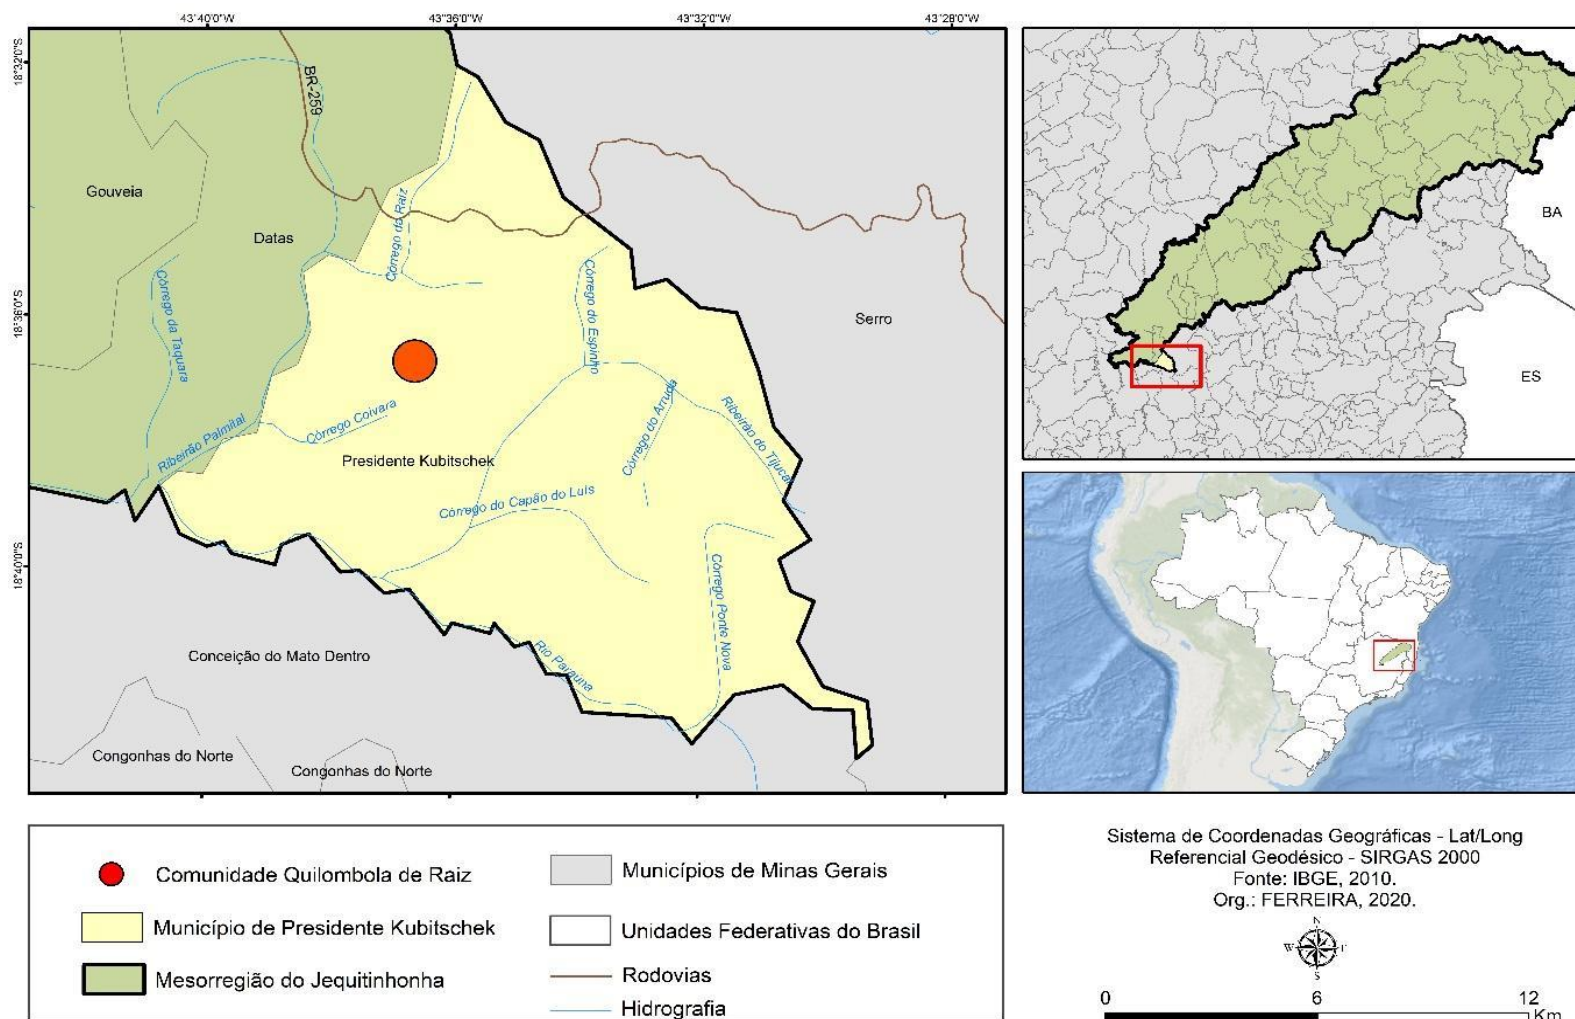 43°40'0"W
43°36'0"W
43°32'0"W
43°28'0"W
18°32'0"S
18°36'0"S
18°40'0"S
BR-259
Gouveia
Datas
Córrego da Raiz
Córrego da Taquara
Córrego do Espinho
Serro
Ribeirão Palmital
Córrego Coivara
Córrego do Arruda
Ribeirão do Tijucal
Presidente Kubitschek
Córrego do Capão do Luís
Córrego Ponte Nova
Conceição do Mato Dentro
Rio Paraúna
Congonhas do Norte
Congonhas do Norte
BA
ES
Comunidade Quilombola de Raiz
Município de Presidente Kubitschek
Mesorregião do Jequitinhonha
Municípios de Minas Gerais
Unidades Federativas do Brasil
Rodovias
Hidrografia
Sistema de Coordenadas Geográficas - Lat/Long
Referencial Geodésico - SIRGAS 2000
Fonte: IBGE, 2010.
Org.: FERREIRA, 2020.
N
W E
S
0 6 12
Km